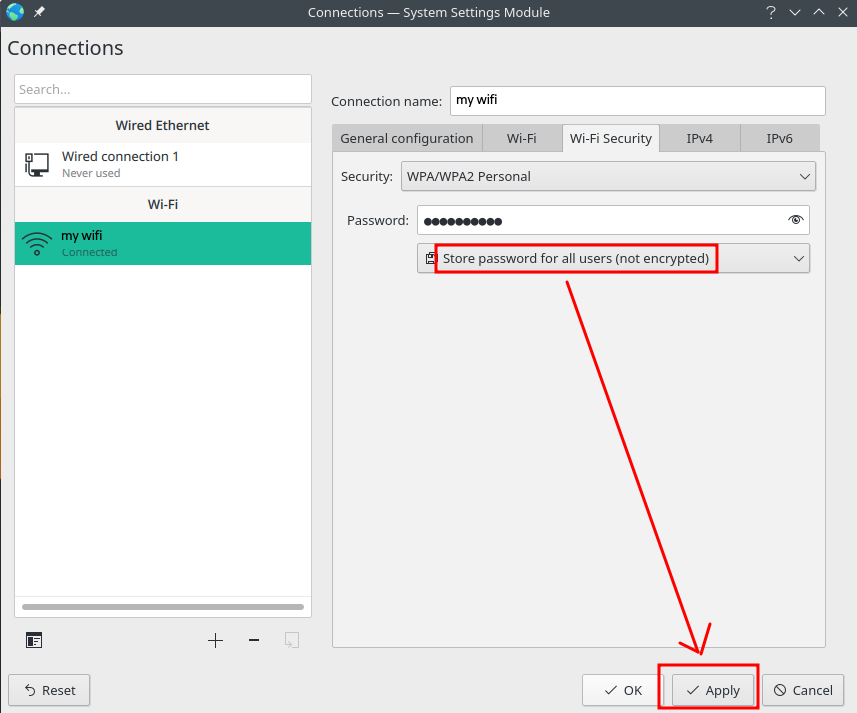 Connections — System Settings Module
Connections
Search...
Wired Ethernet
Wired connection 1
Never used
Wi-Fi
my wifi
Connected
Connection name: my wifi
General configuration Wi-Fi Wi-Fi Security IPv4 IPv6
Security: WPA/WPA2 Personal
Password: ●●●●●●●●●●
Store password for all users (not encrypted)
Reset OK Apply Cancel